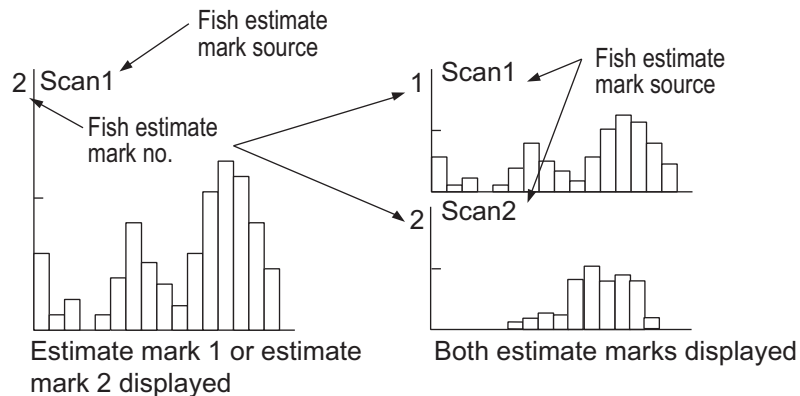 Fish estimate
mark source
2 Scan1
Fish estimate
mark no.
Estimate mark 1 or estimate
mark 2 displayed
1 Scan1
Fish estimate
mark source
2 Scan2
Both estimate marks displayed